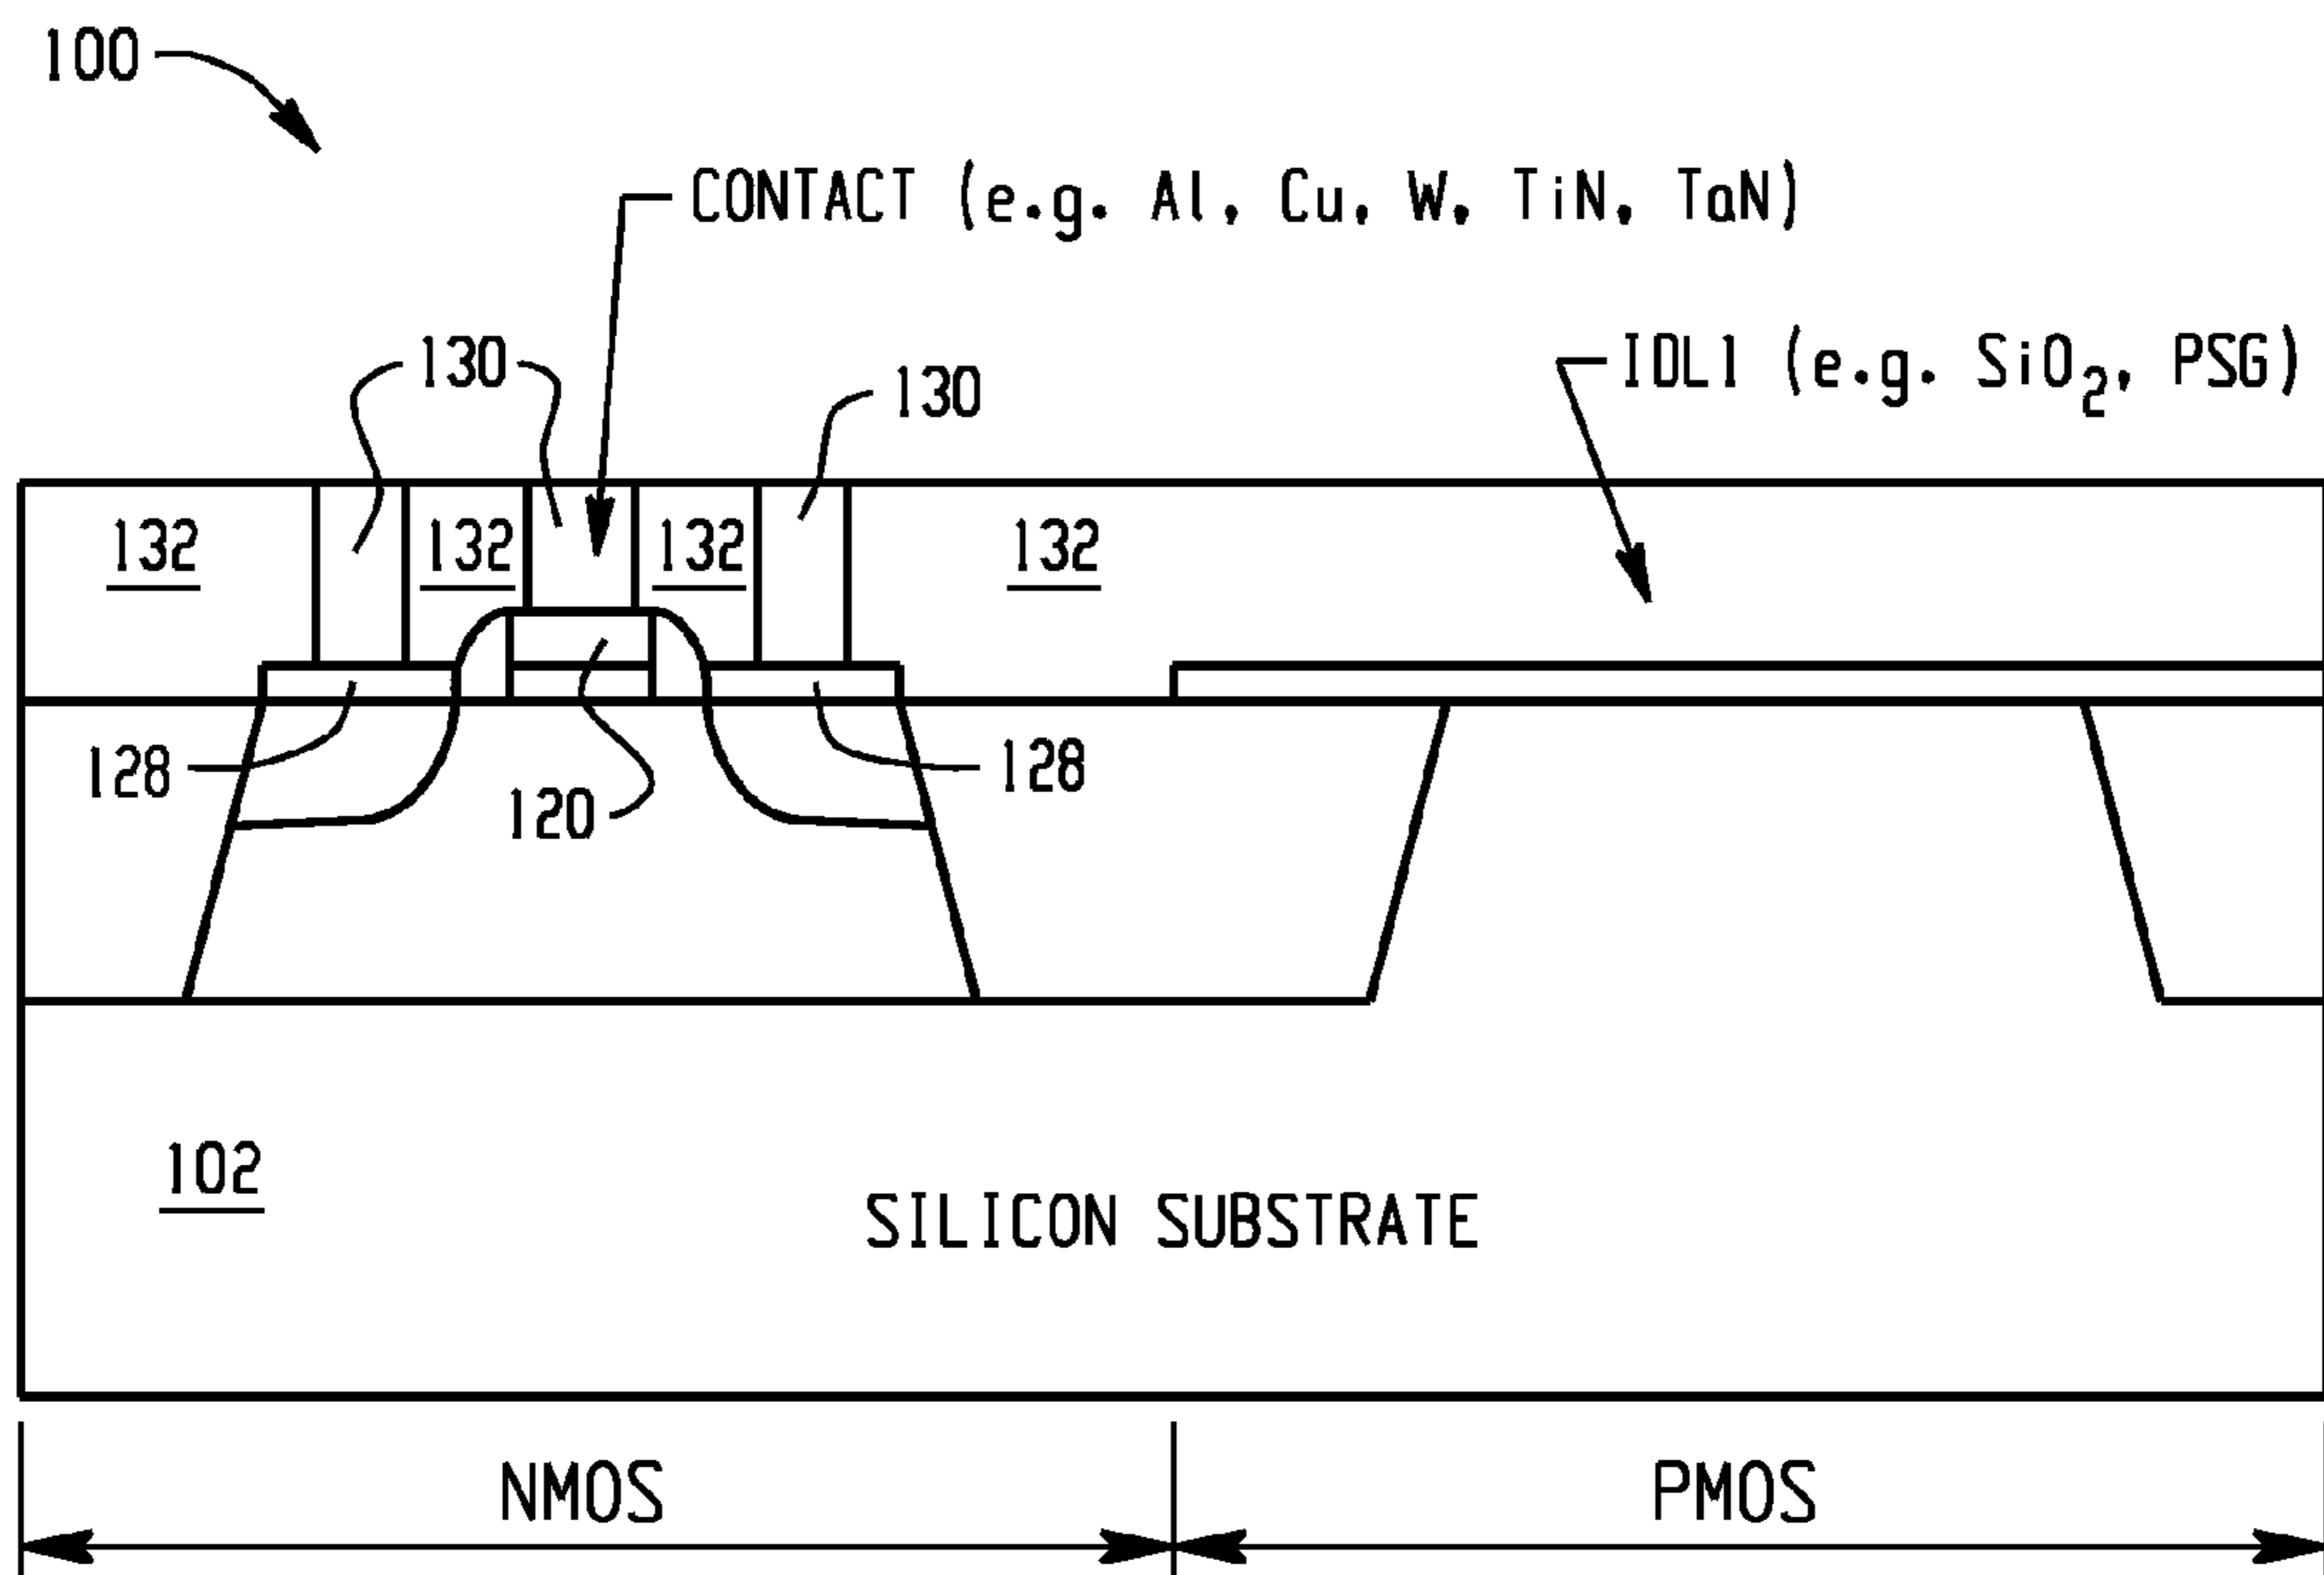 100
CONTACT (e.g. Al, Cu, W, TiN, TaN)
130
130
IDL1 (e.g. SiO2, PSG)
132
132
132
132
128
120
128
102
SILICON SUBSTRATE
NMOS
PMOS